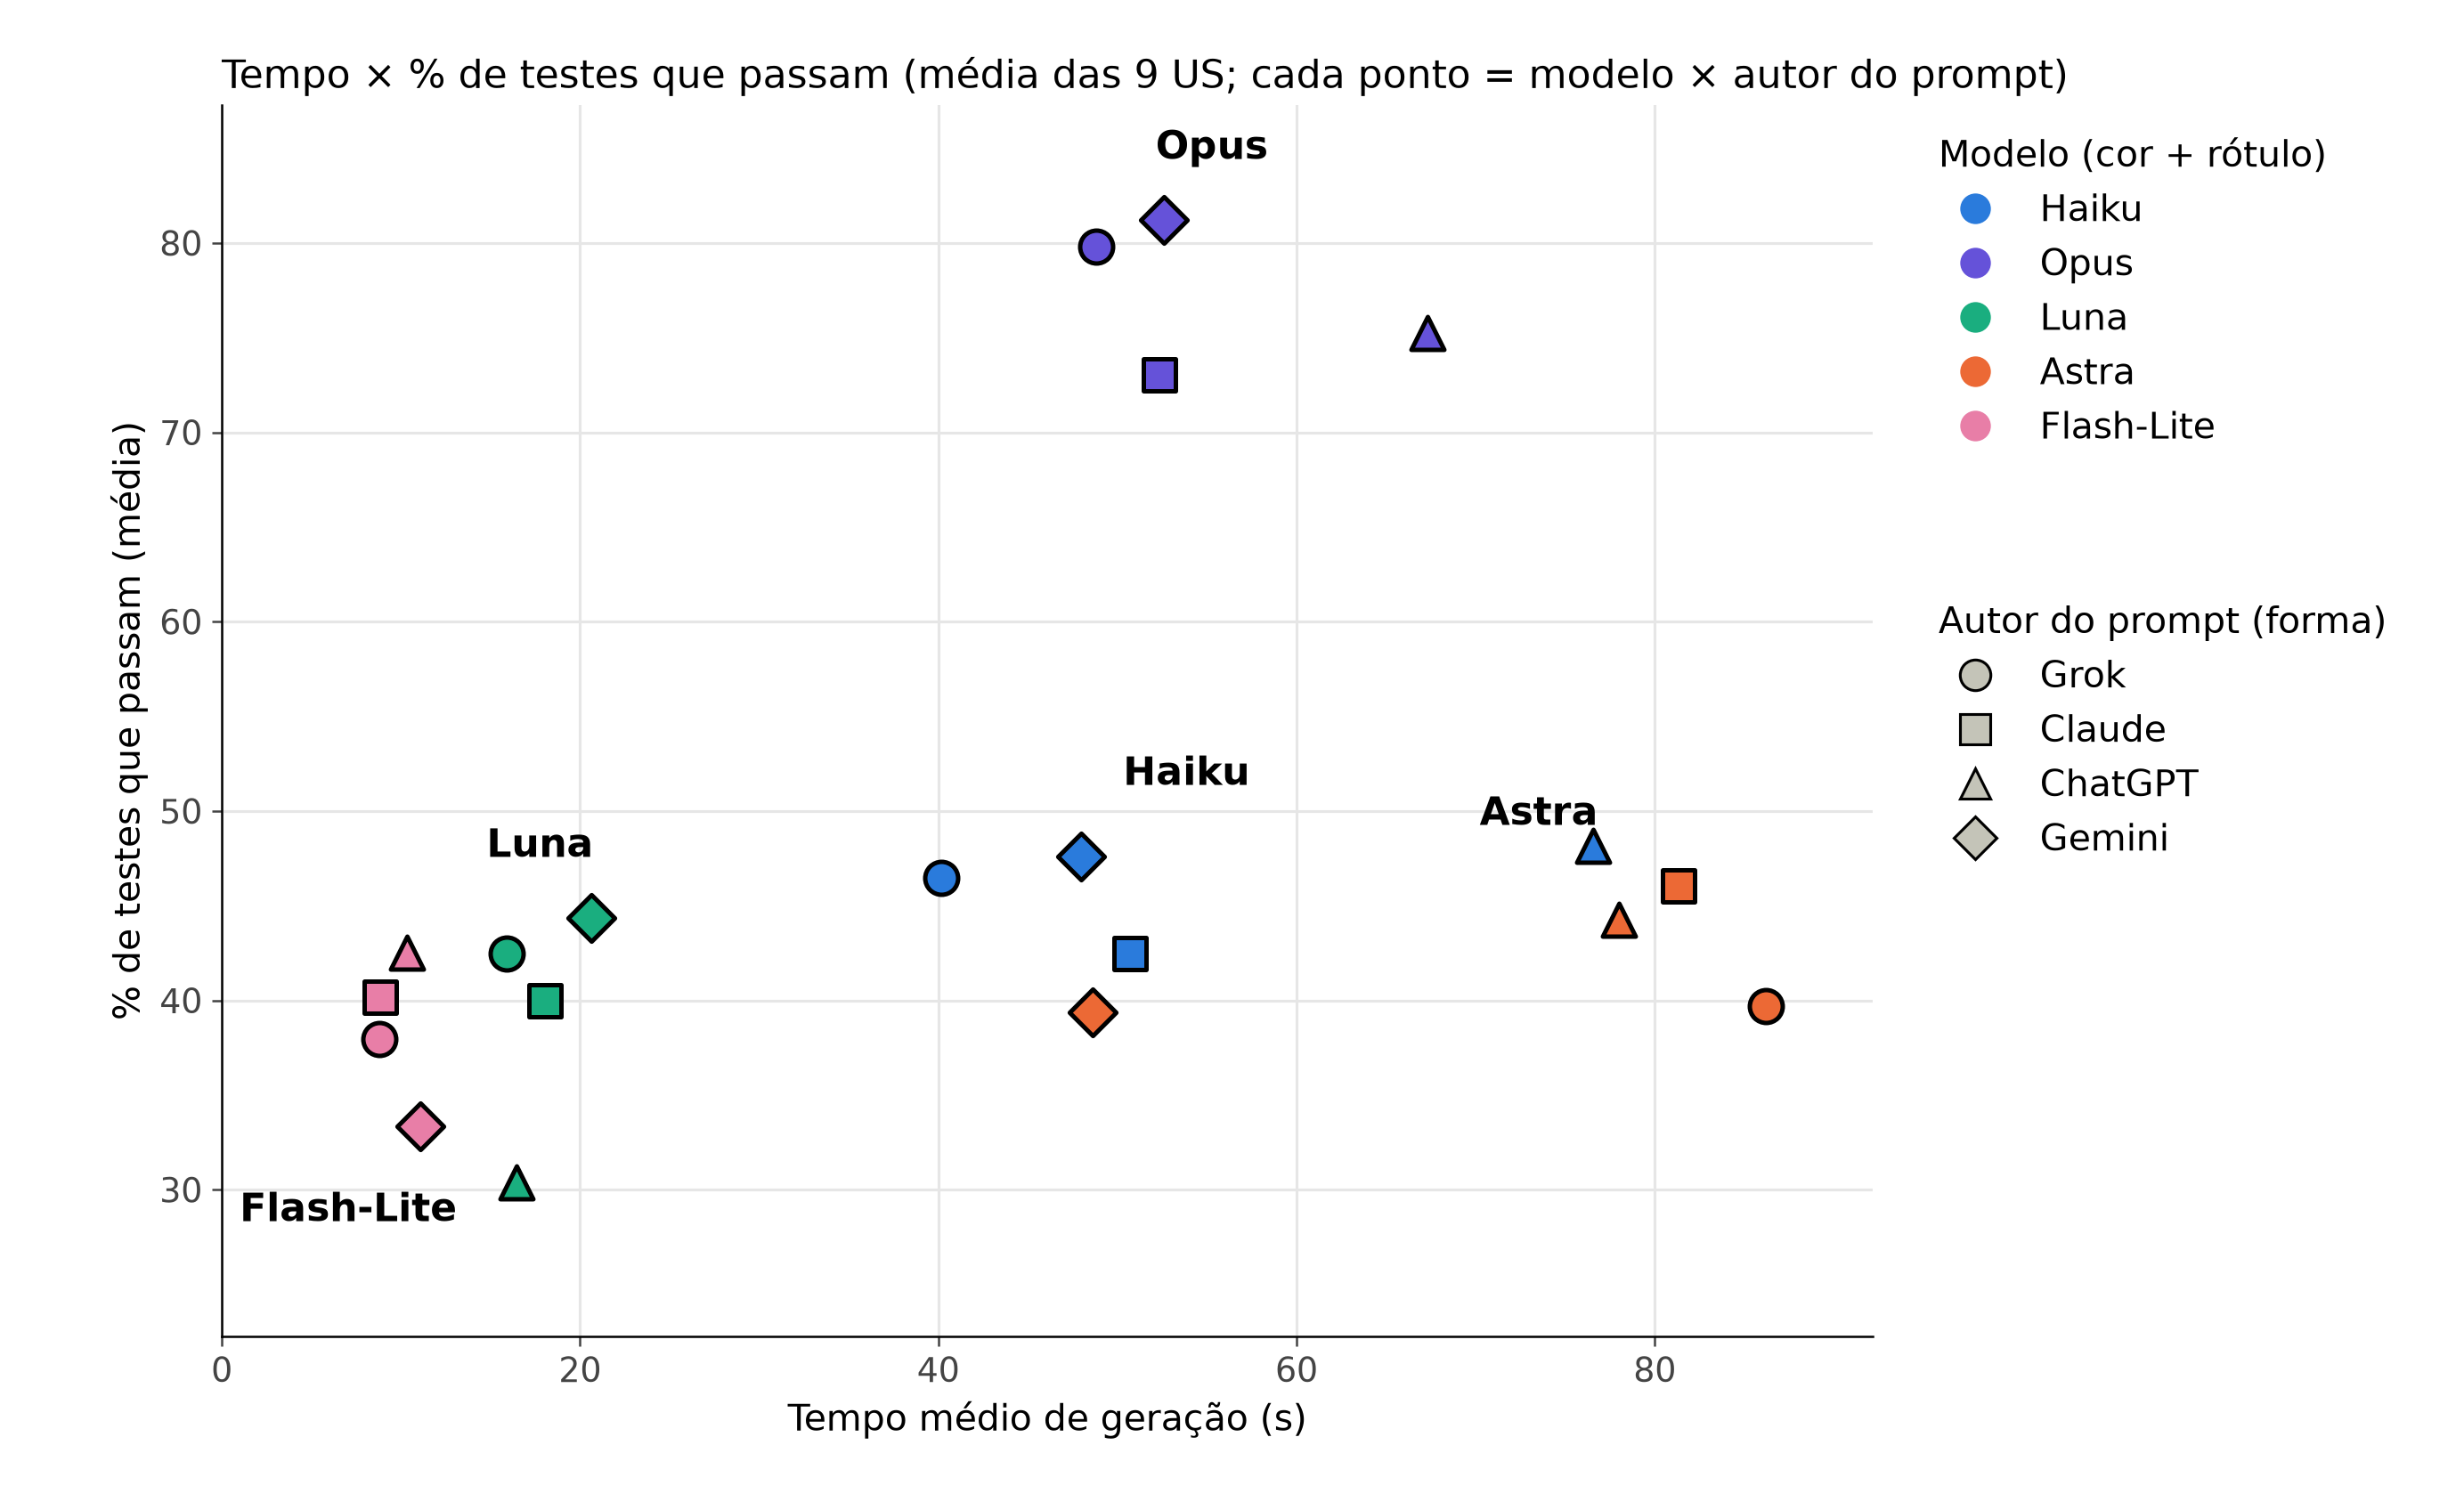 Tempo × % de testes que passam (média das 9 US; cada ponto = modelo × autor do prompt)
% de testes que passam (média)
80
70
60
50
40
30
Opus
Haiku
Astra
Luna
Flash-Lite
0
20
40
60
80
Tempo médio de geração (s)
Modelo (cor + rótulo)
Haiku
Opus
Luna
Astra
Flash-Lite
Autor do prompt (forma)
Grok
Claude
ChatGPT
Gemini